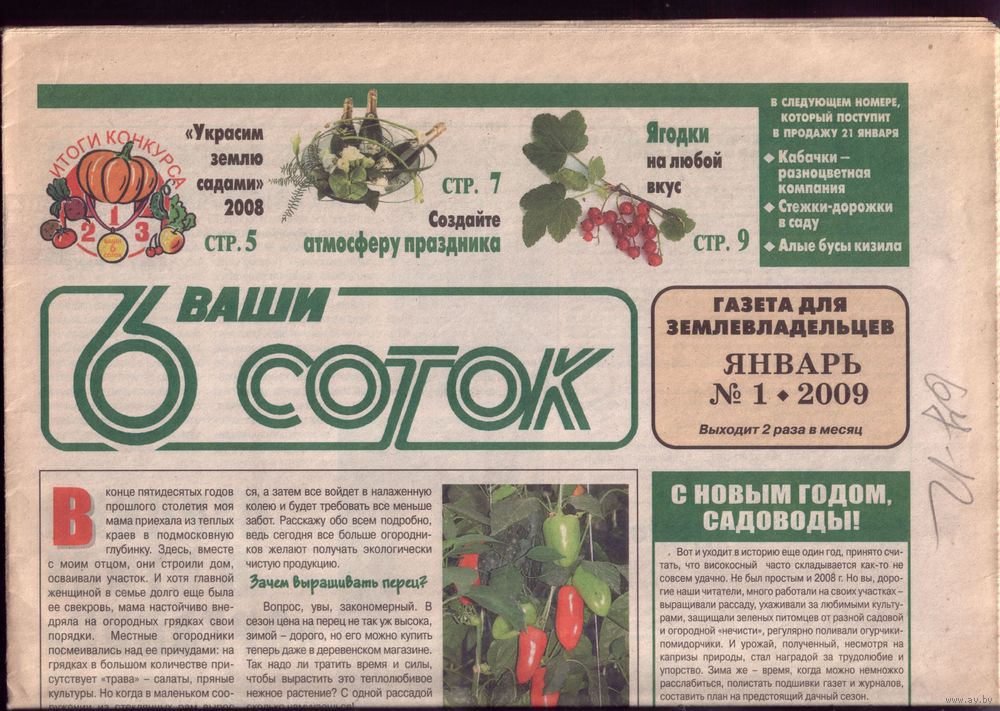 ИТОГИ КОНКУРСА
1
2 3
ВАШИ
6
СОТОК
«Украсим
землю
садами»
2008
СТР. 5
СТР. 7
Создайте
атмосферу праздника
Ягодки
на любой
вкус
СТР. 9
В СЛЕДУЮЩЕМ НОМЕРЕ,
КОТОРЫЙ ПОСТУПИТ
В ПРОДАЖУ 21 ЯНВАРЯ
◆ Кабачки –
разноцветная
компания
◆ Стежки-дорожки
в саду
◆ Алые бусы кизила
ВАШИ
6 СОТОК
ГАЗЕТА ДЛЯ
ЗЕМЛЕВЛАДЕЛЬЦЕВ
ЯНВАРЬ
№ 1 ◆ 2009
Выходит 2 раза в месяц
В конце пятидесятых годов
прошлого столетия моя
мама приехала из теплых
краев в подмосковную
глубинку. Здесь, вместе
с моим отцом, они строили дом,
осваивали участок. И хотя главной
женщиной в семье долго еще была
ее свекровь, мама настойчиво вне-
дряла на огородных грядках свои
порядки. Местные огородники
посмеивались над ее причудами: на
грядках в большом количестве при-
сутствует «трава» – салаты, пряные
культуры. Но когда в маленьком соо-
ся, а затем все войдет в налаженную
колею и будет требовать все меньше
забот. Расскажу обо всем подробно,
ведь сегодня все больше огородни-
ков желают получать экологически
чистую продукцию.
Зачем выращивать перец?
Вопрос, увы, закономерный. В
сезон цена на перец не так уж высока,
зимой – дорого, но его можно купить
теперь даже в деревенском магазине.
Так надо ли тратить время и силы,
чтобы вырастить это теплолюбивое
нежное растение? С одной рассадой
С НОВЫМ ГОДОМ,
САДОВОДЫ!
Вот и уходит в историю еще один год, принято счи-
тать, что високосный часто складывается как-то не
совсем удачно. Не был простым и 2008 г. Но вы, доро-
гие наши читатели, много работали на своих участках –
выращивали рассаду, ухаживали за любимыми культу-
рами, защищали зеленых питомцев от разной садовой
и огородной «нечисти», регулярно поливали огурчики-
помидорчики. И урожай, полученный, несмотря на
капризы природы, стал наградой за трудолюбие и
упорство. Зима же – время, когда можно немножко
расслабиться, полистать подшивки газет и журналов,
составить план на предстоящий дачный сезон.
www.ay.by